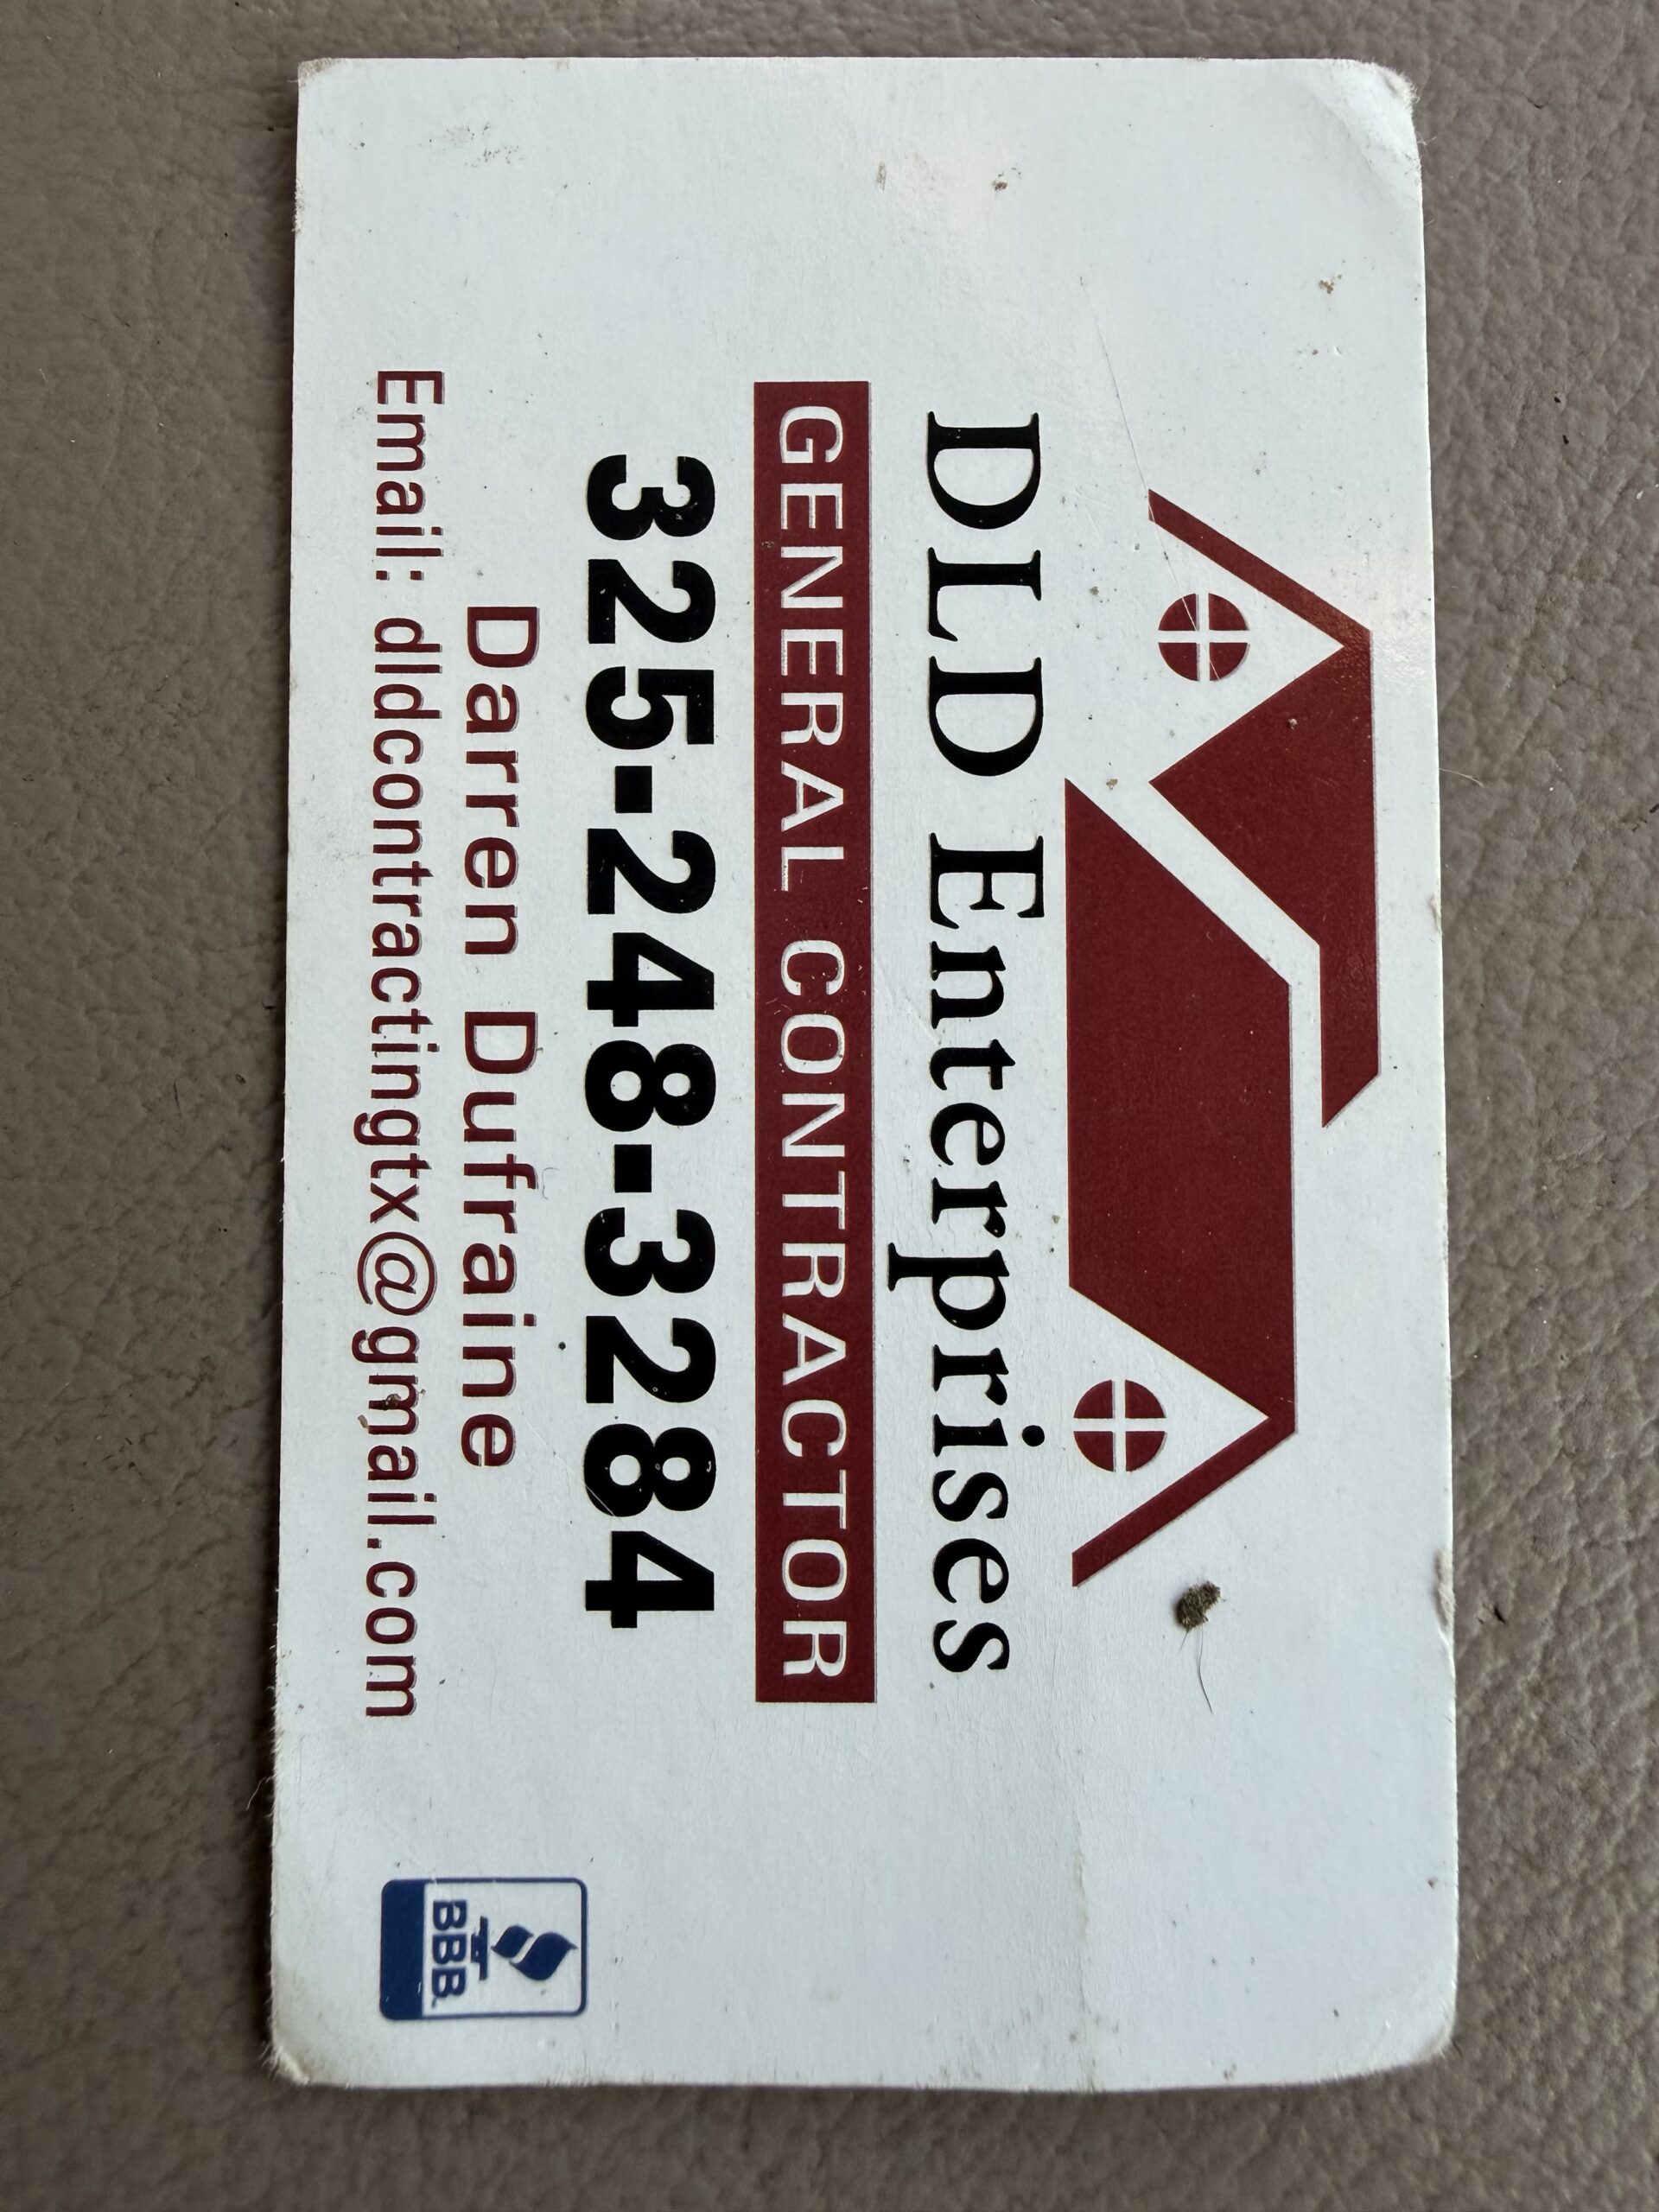 DLD Enterprises
GENERAL CONTRACTOR
325-248-3284
Darren Dufraine
Email: dldcontractingtx@gmail.com
BBB